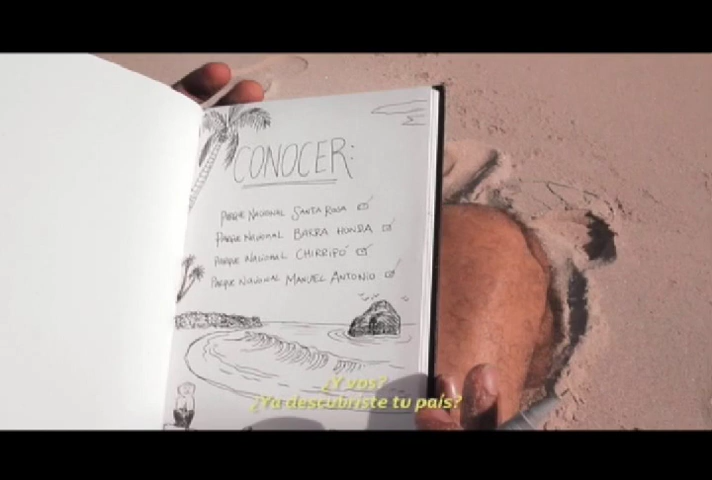 CONOCER:
PARQUE NACIONAL SANTA ROSA
PARQUE NACIONAL BARRA HONDA
PARQUE NACIONAL CHIRRIPÓ
PARQUE NACIONAL MANUEL ANTONIO
¿Y vos?
¿Ya descubriste tu país?